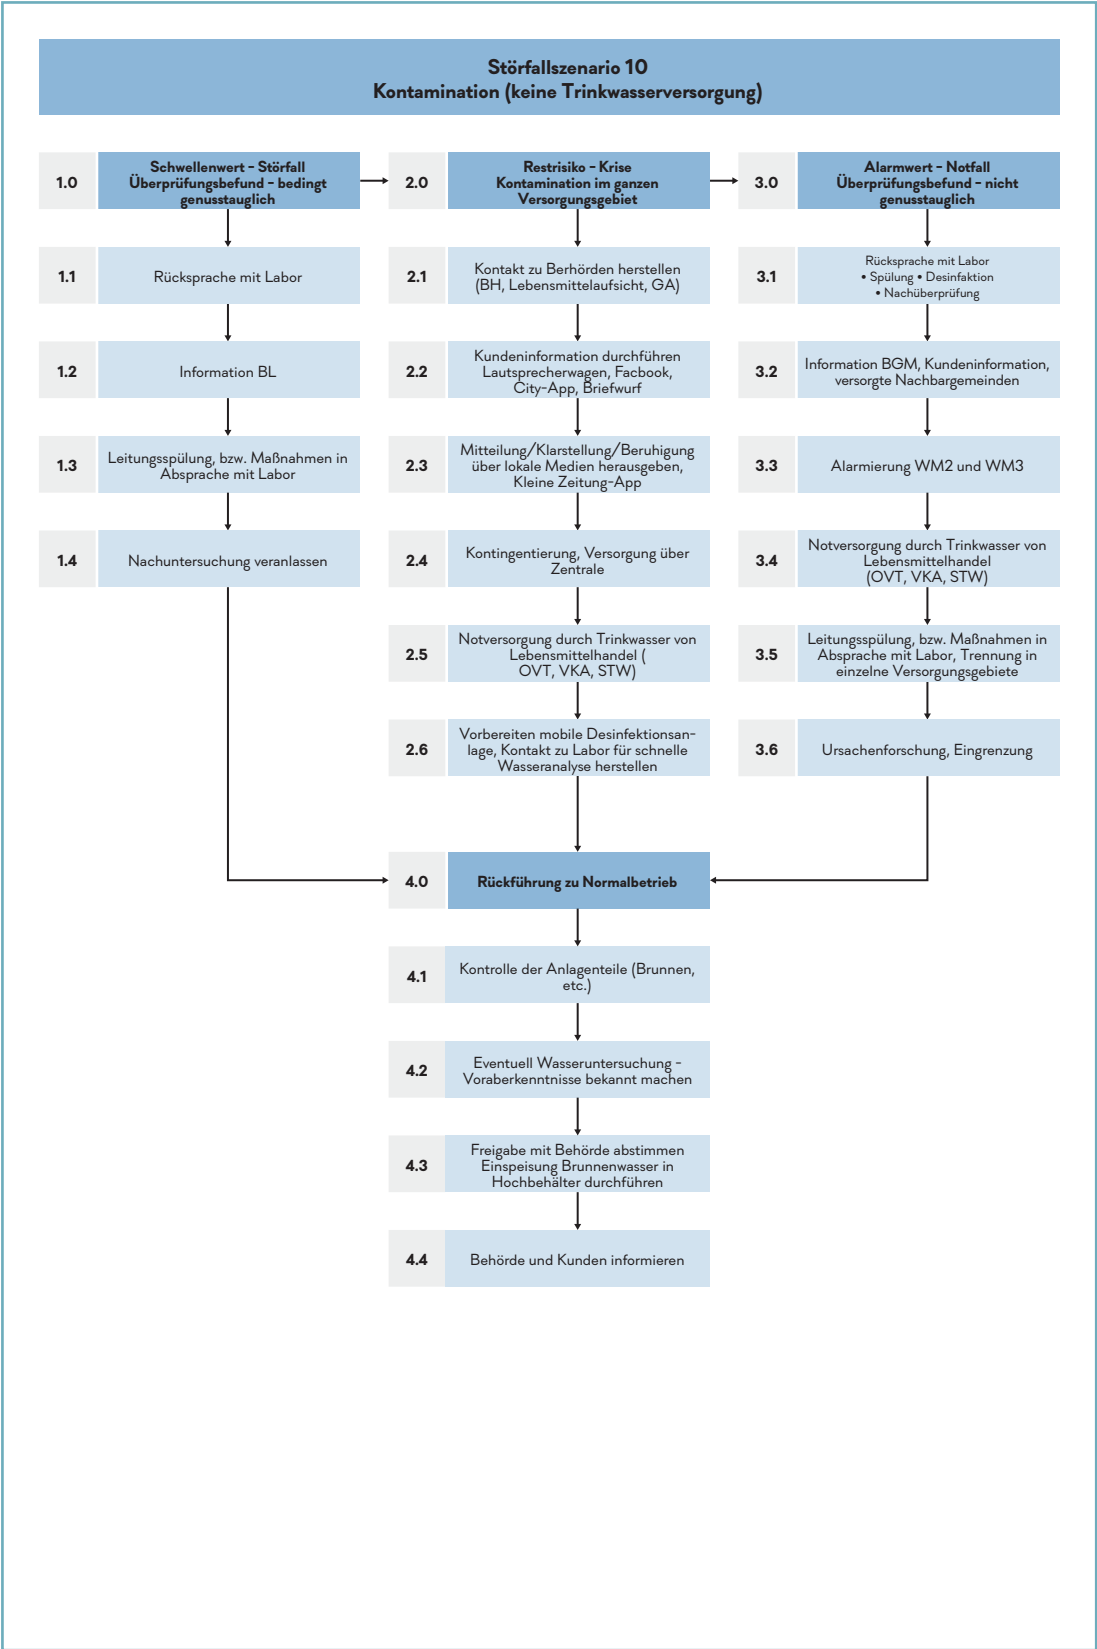 Störfallszenario 10
Kontamination (keine Trinkwasserversorgung)
1.0
Schwellenwert - Störfall
Überprüfungsbefund - bedingt
genusstauglich
1.1
Rücksprache mit Labor
1.2
Information BL
1.3
Leitungsspülung, bzw. Maßnahmen in
Absprache mit Labor
1.4
Nachuntersuchung veranlassen
2.0
Restrisiko - Krise
Kontamination im ganzen
Versorgungsgebiet
2.1
Kontakt zu Berhörden herstellen
(BH, Lebensmittelaufsicht, GA)
2.2
Kundeninformation durchführen
Lautsprecherwagen, Facbook,
City-App, Briefwurf
2.3
Mitteilung/Klarstellung/Beruhigung
über lokale Medien herausgeben,
Kleine Zeitung-App
2.4
Kontingentierung, Versorgung über
Zentrale
2.5
Notversorgung durch Trinkwasser von
Lebensmittelhandel (
OVT, VKA, STW)
2.6
Vorbereiten mobile Desinfektionsan-
lage, Kontakt zu Labor für schnelle
Wasseranalyse herstellen
3.0
Alarmwert - Notfall
Überprüfungsbefund - nicht
genusstauglich
3.1
Rücksprache mit Labor
• Spülung • Desinfaktion
• Nachüberprüfung
3.2
Information BGM, Kundeninformation,
versorgte Nachbargemeinden
3.3
Alarmierung WM2 und WM3
3.4
Notversorgung durch Trinkwasser von
Lebensmittelhandel
(OVT, VKA, STW)
3.5
Leitungsspülung, bzw. Maßnahmen in
Absprache mit Labor, Trennung in
einzelne Versorgungsgebiete
3.6
Ursachenforschung, Eingrenzung
4.0
Rückführung zu Normalbetrieb
4.1
Kontrolle der Anlagenteile (Brunnen,
etc.)
4.2
Eventuell Wasseruntersuchung -
Voraberkenntnisse bekannt machen
4.3
Freigabe mit Behörde abstimmen
Einspeisung Brunnenwasser in
Hochbehälter durchführen
4.4
Behörde und Kunden informieren